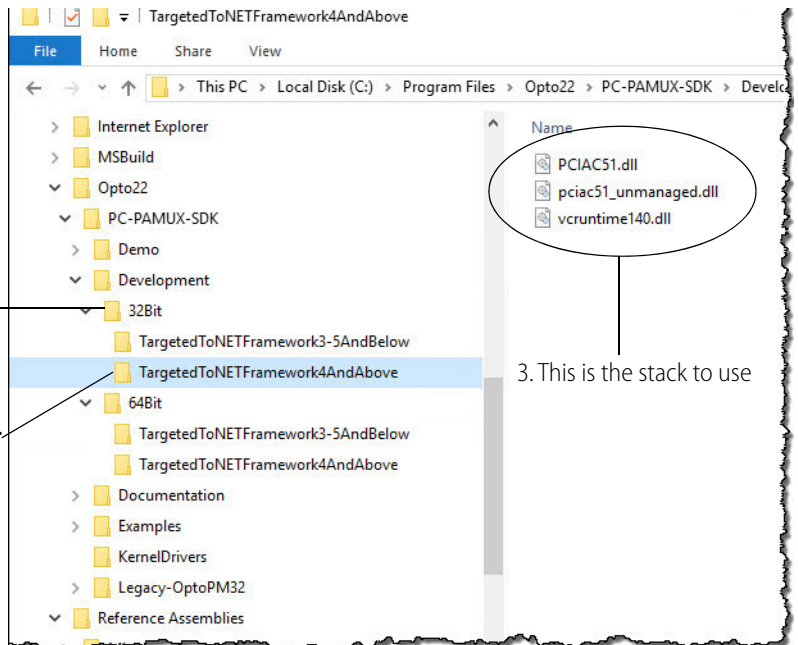 TargetedToNETFramework4AndAbove
File Home Share View
This PC > Local Disk (C:) > Program Files > Opto22 > PC-PAMUX-SDK > Develo
Internet Explorer
MSBuild
Opto22
PC-PAMUX-SDK
Demo
Development
32Bit
TargetedToNETFramework3-5AndBelow
TargetedToNETFramework4AndAbove
64Bit
TargetedToNETFramework3-5AndBelow
TargetedToNETFramework4AndAbove
Documentation
Examples
KernelDrivers
Legacy-OptoPM32
Reference Assemblies
Name
PCIAC51.dll
pciac51_unmanaged.dll
vcruntime140.dll
3. This is the stack to use